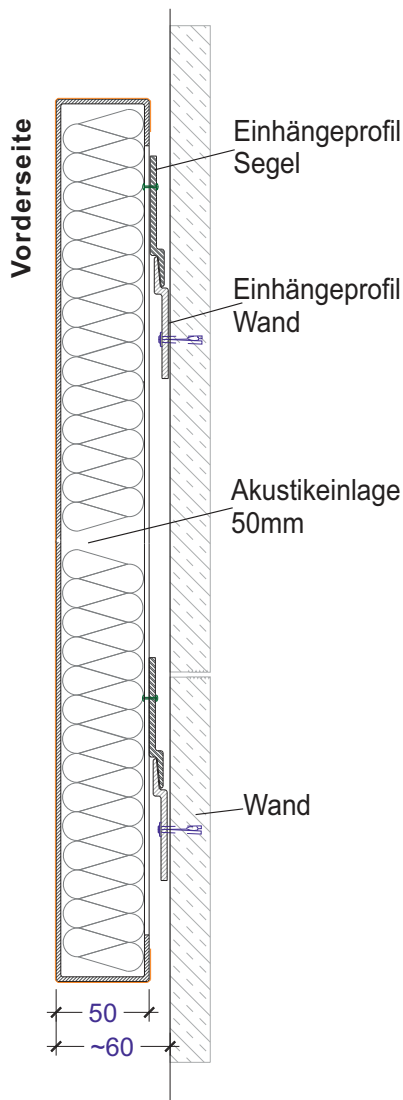 Vorderseite
Einhängeprofil
Segel
Einhängeprofil
Wand
Akustikeinlage
50mm
Wand
50
~60